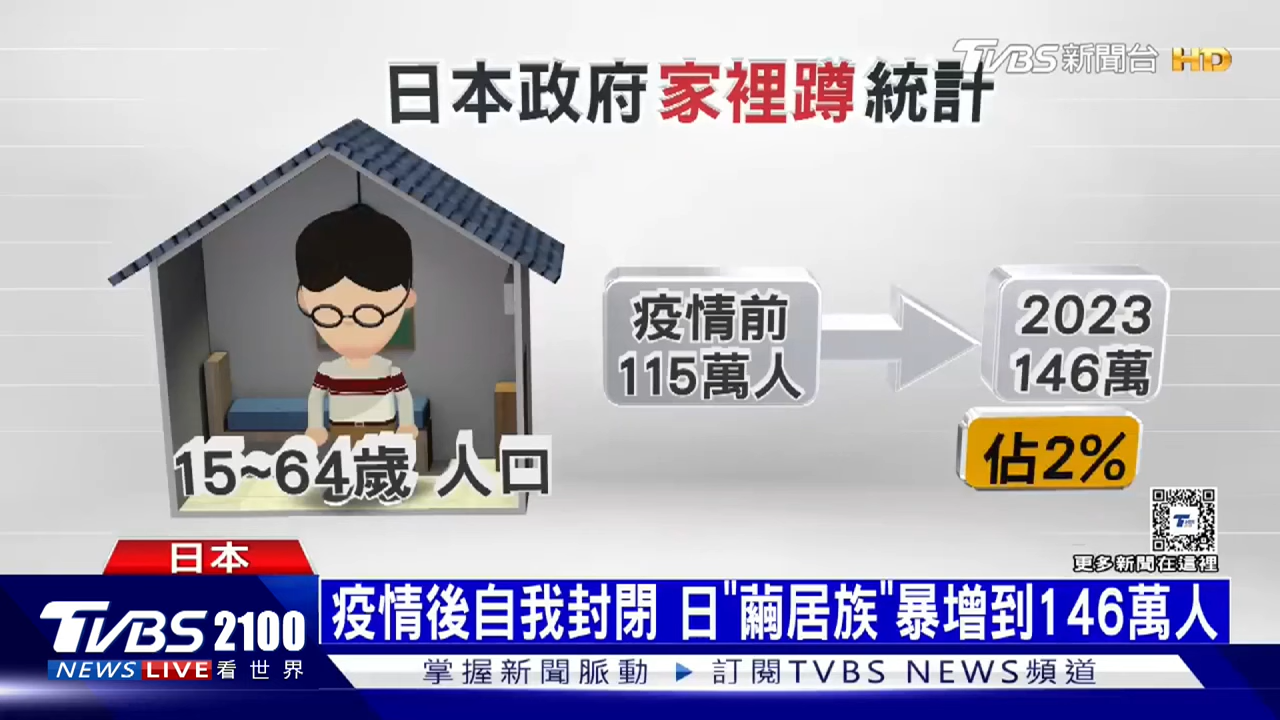 TVBS新聞台 HD
日本政府家裡蹲統計
疫情前
115萬人
2023
146萬
佔2%
15~64歲 人口
更多新聞在這裡
日本
疫情後自我封閉 日"繭居族"暴增到146萬人
TVBS 2100
NEWS LIVE 看世界
掌握新聞脈動 ▶ 訂閱TVBS NEWS頻道